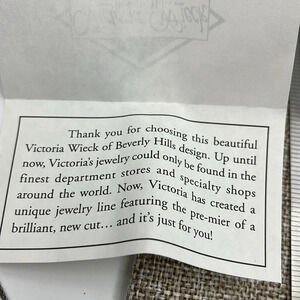 Thank you for choosing this beautiful
Victoria Wieck of Beverly Hills design. Up until
now, Victoria's jewelry could only be found in the
finest department stores and specialty shops
around the world. Now, Victoria has created a
unique jewelry line featuring the pre-mier of a
brilliant, new cut... and it's just for you!